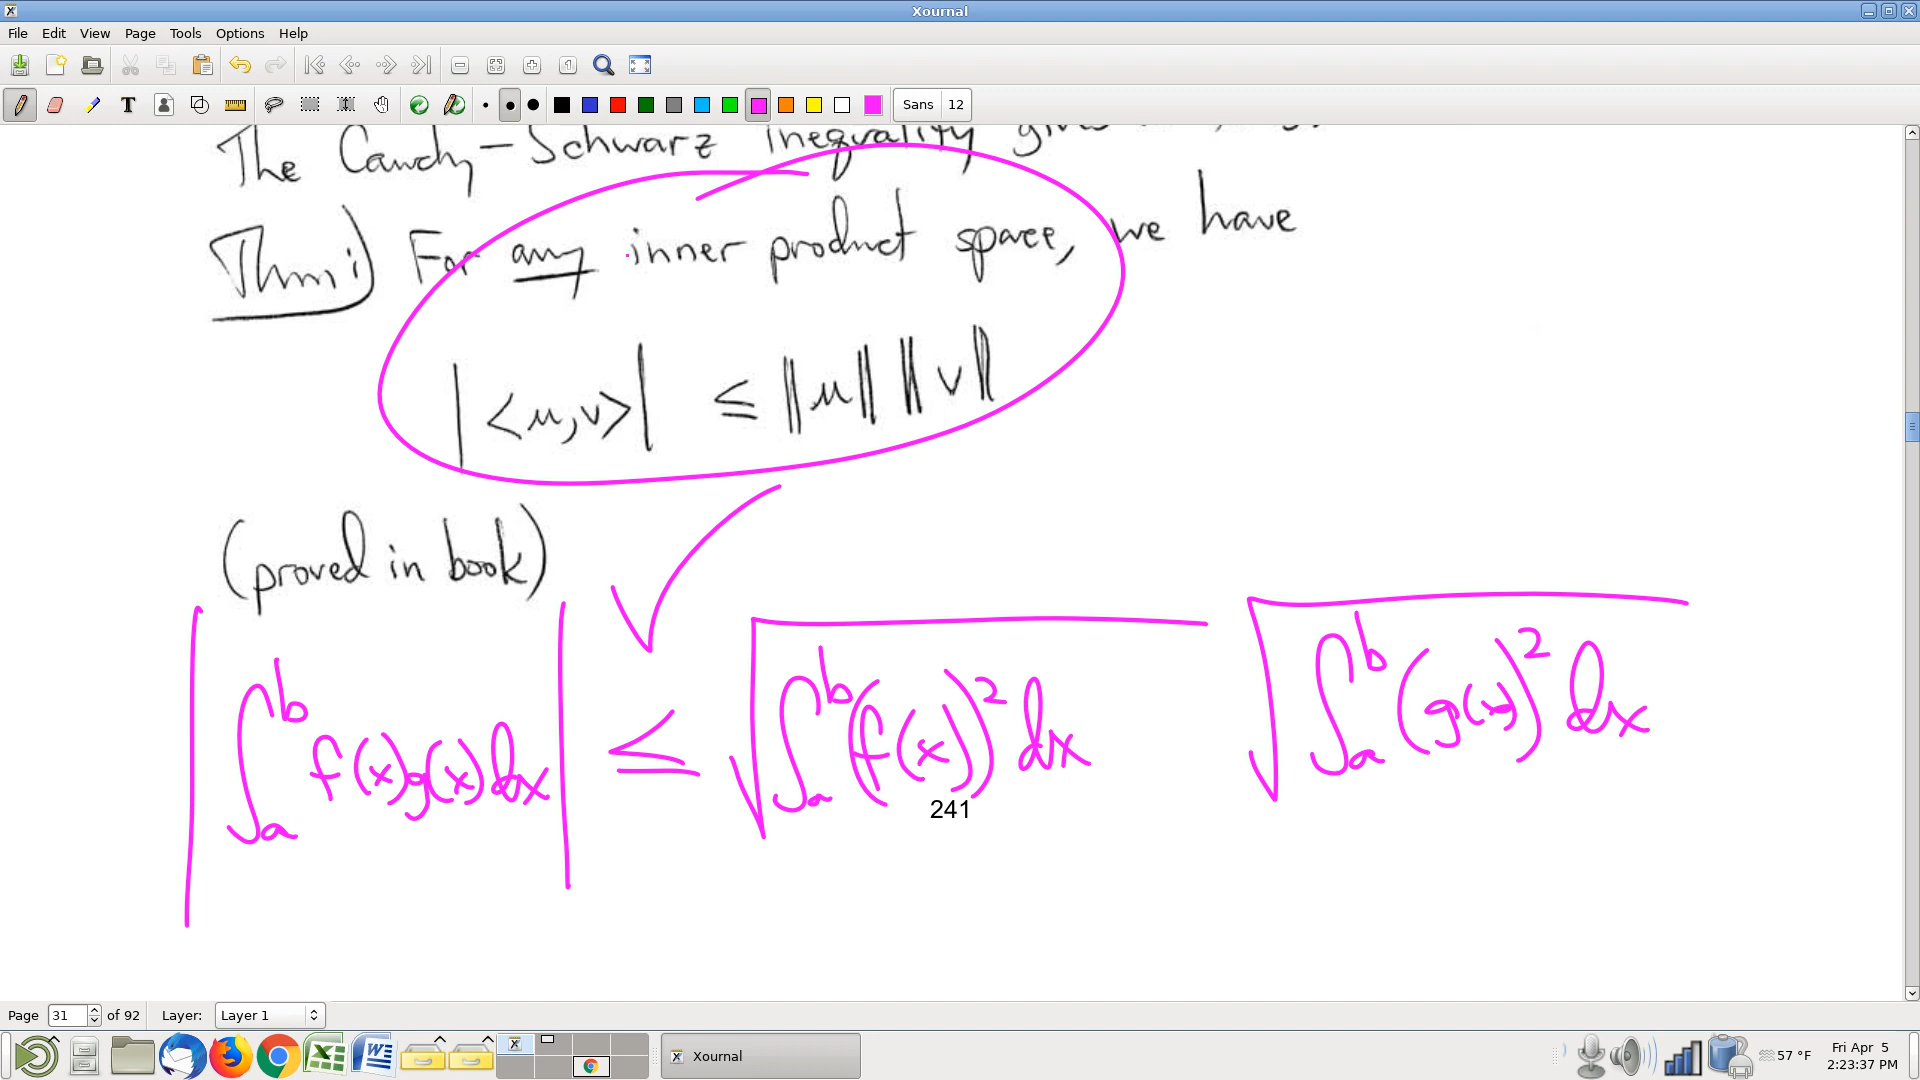 Xournal
File Edit View Page Tools Options Help
Sans 12
The Cauchy-Schwarz Inequality
Thm:) For any inner product space, we have
|<u,v>| ≤ ||u|| ||v||
(proved in book)
|∫_a^b f(x)g(x)dx| ≤ √(∫_a^b (f(x))² dx) √(∫_a^b (g(x))² dx)
241
Page 31 of 92 Layer: Layer 1
Xournal
57 °F
Fri Apr 5
2:23:37 PM